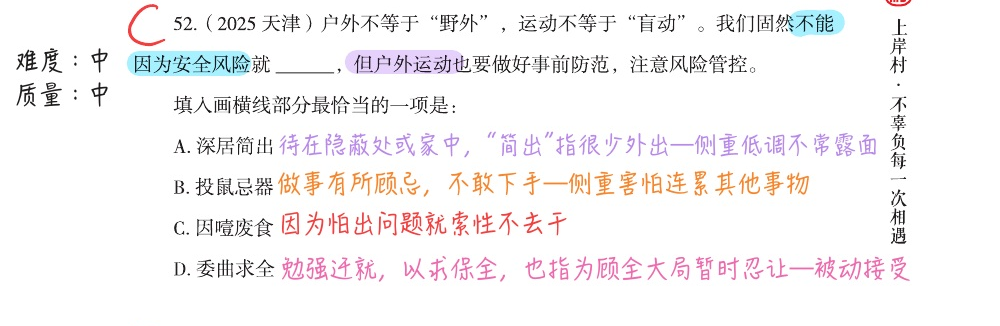 C 52.（2025 天津）户外不等于“野外”，运动不等于“盲动”。我们固然不能
难度：中 因为安全风险就 ______，但户外运动也要做好事前防范，注意风险管控。
质量：中
填入画横线部分最恰当的一项是：
A. 深居简出 待在隐蔽处或家中，“简出”指很少外出—侧重低调不常露面
B. 投鼠忌器 做事有所顾忌，不敢下手—侧重害怕连累其他事物
C. 因噎废食 因为怕出问题就索性不去干
D. 委曲求全 勉强迁就，以求保全，也指为顾全大局暂时忍让—被动接受
上岸村·不辜负每一次相遇